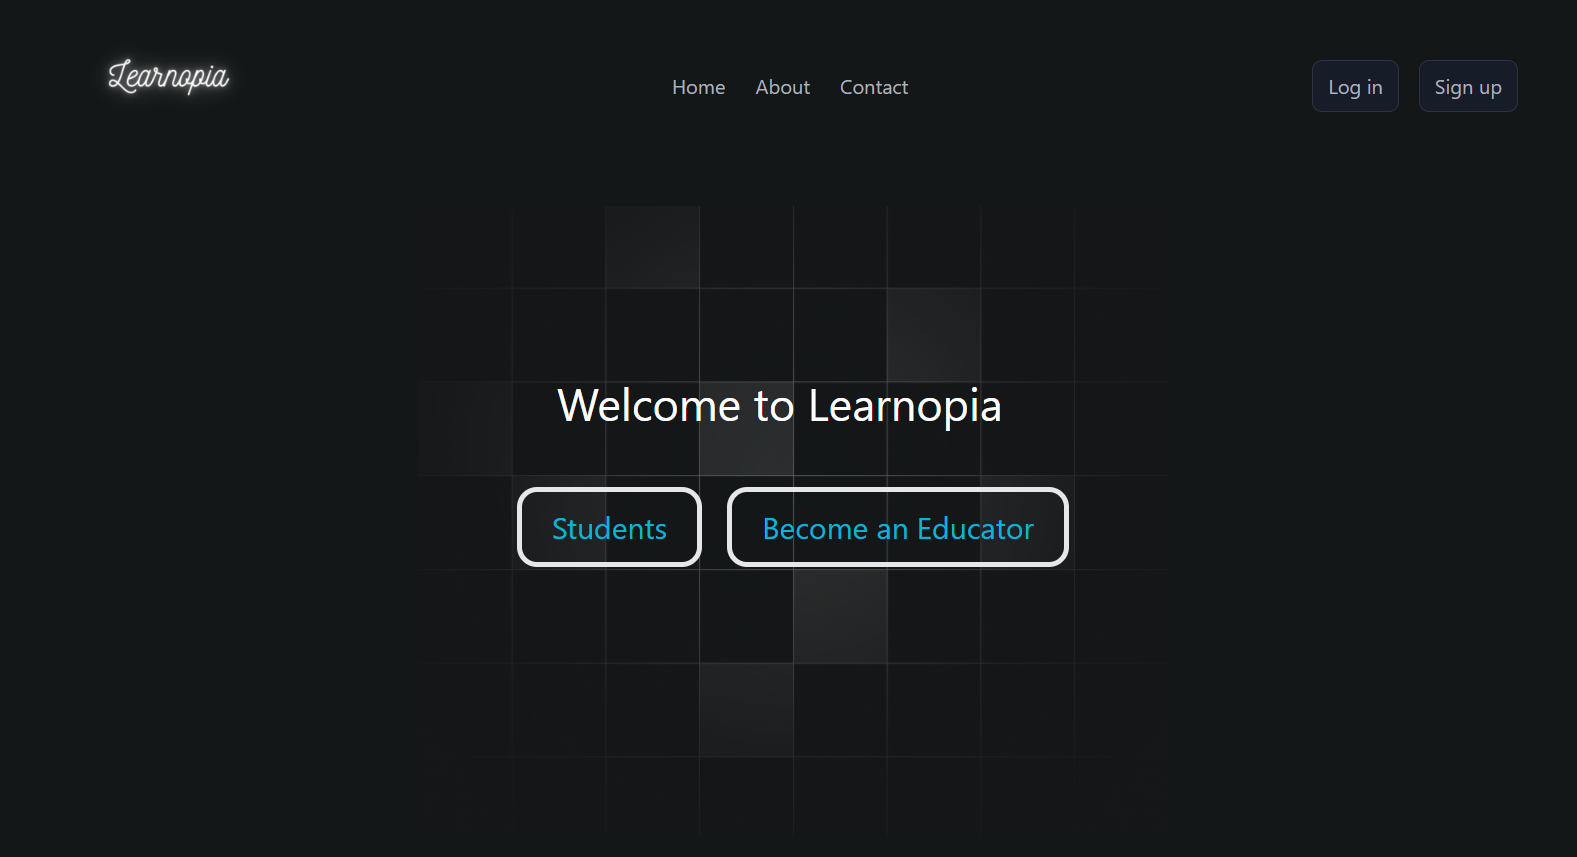 Learnopia
Home About Contact
Log in Sign up
Welcome to Learnopia
Students Become an Educator